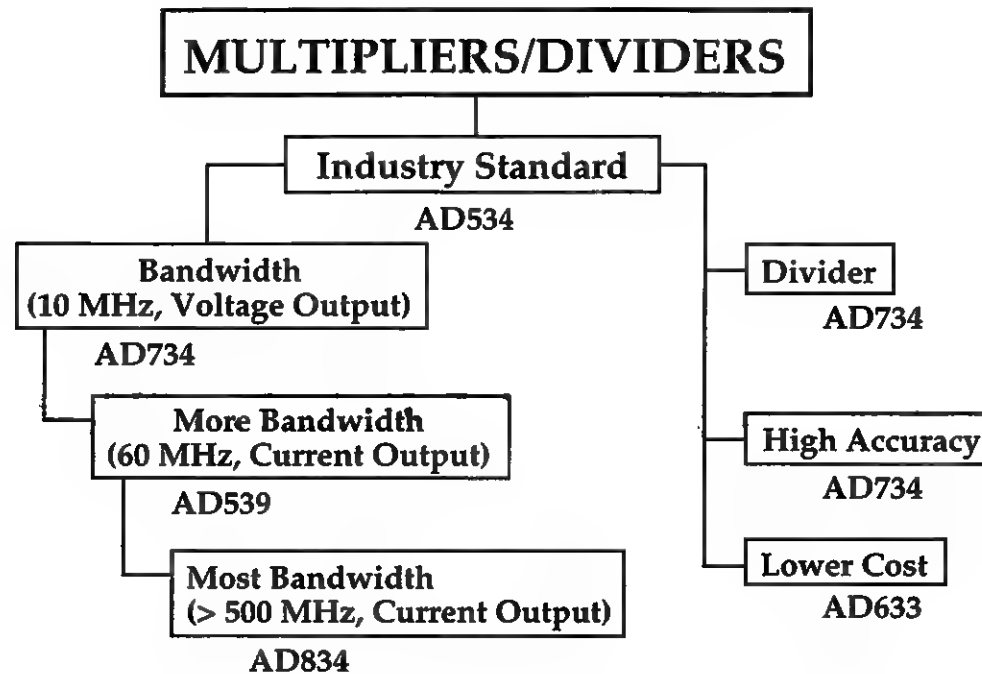 MULTIPLIERS/DIVIDERS
Industry Standard
AD534
Bandwidth
(10 MHz, Voltage Output)
AD734
More Bandwidth
(60 MHz, Current Output)
AD539
Most Bandwidth
(> 500 MHz, Current Output)
AD834
Divider
AD734
High Accuracy
AD734
Lower Cost
AD633